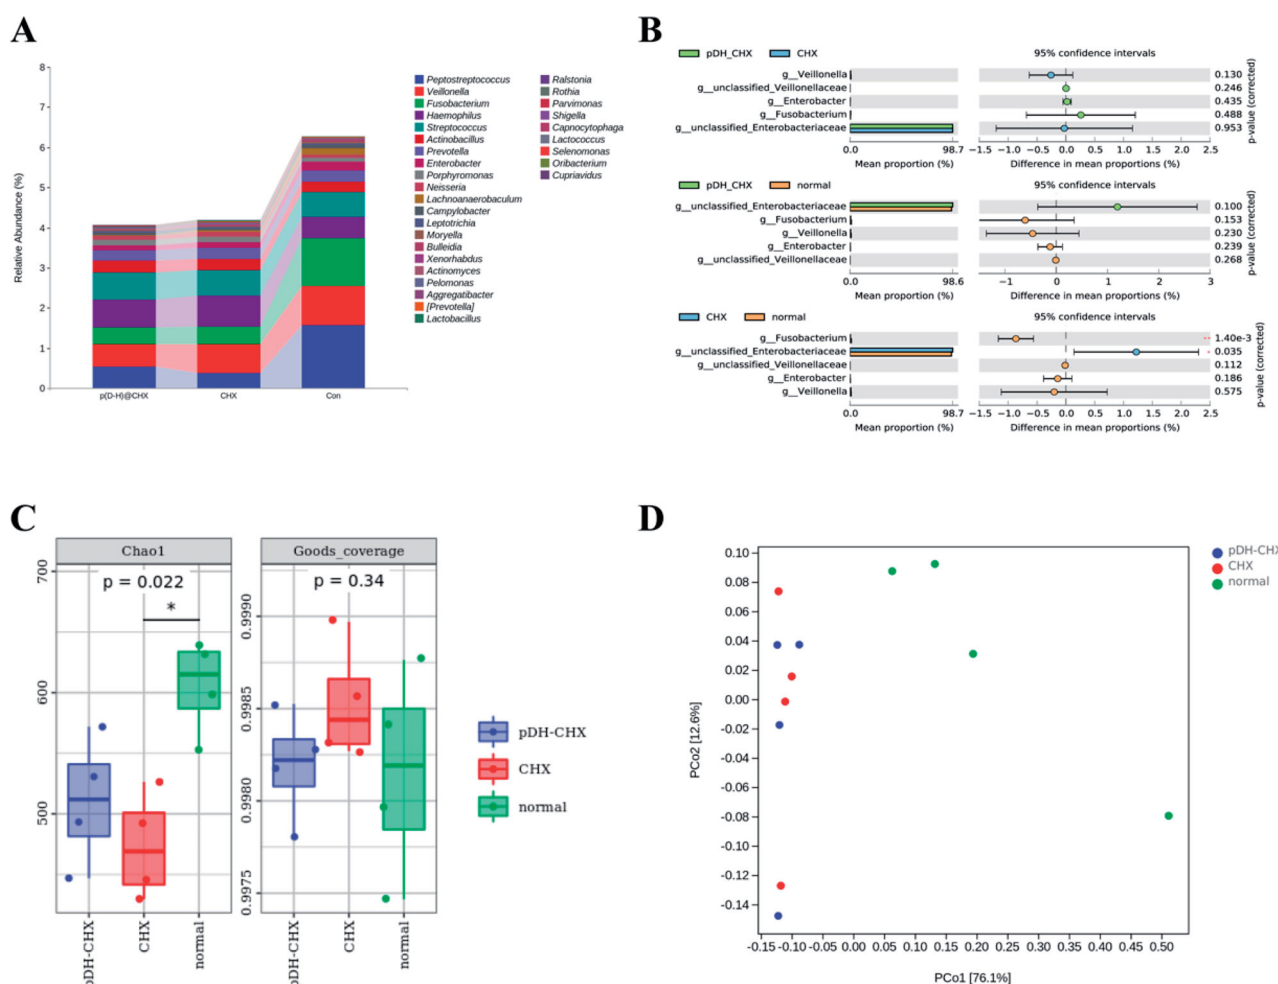 A
8
7
6
5
4
3
2
1
0
Relative Abundance (%)
p(D-H)@CHX
CHX
Con
Peptostreptococcus
Veillonella
Fusobacterium
Haemophilus
Streptococcus
Actinobacillus
Prevotella
Enterobacter
Porphyromonas
Neisseria
Lachnoanaerobaculum
Campylobacter
Leptotrichia
Moryella
Bulleidia
Xenorhabdus
Actinomyces
Pelomonas
Aggregatibacter
[Prevotella]
Lactobacillus
Ralstonia
Rothia
Parvimonas
Shigella
Capnocytophaga
Lactococcus
Selenomonas
Oribacterium
Cupriavidus
B
pDH_CHX CHX
95% confidence intervals
g__Veillonella 0.130
g__unclassified_Veillonellaceae 0.246
g__Enterobacter 0.435
g__Fusobacterium 0.488
g__unclassified_Enterobacteriaceae 0.953
0.0 98.7 −1.5 −1.0 −0.5 0.0 0.5 1.0 1.5 2.0 2.5
Mean proportion (%) Difference in mean proportions (%)
p-value (corrected)
pDH_CHX normal
95% confidence intervals
g__unclassified_Enterobacteriaceae 0.100
g__Fusobacterium 0.153
g__Veillonella 0.230
g__Enterobacter 0.239
g__unclassified_Veillonellaceae 0.268
0.0 98.6 −1 0 1 2 3
Mean proportion (%) Difference in mean proportions (%)
p-value (corrected)
CHX normal
95% confidence intervals
g__Fusobacterium 1.40e-3
g__unclassified_Enterobacteriaceae 0.035
g__unclassified_Veillonellaceae 0.112
g__Enterobacter 0.186
g__Veillonella 0.575
0.0 98.7 −1.5 −1.0 −0.5 0.0 0.5 1.0 1.5 2.0 2.5
Mean proportion (%) Difference in mean proportions (%)
p-value (corrected)
C
Chao1
p = 0.022
*
700
600
500
pDH-CHX
CHX
normal
Goods_coverage
p = 0.34
0.9990
0.9985
0.9980
0.9975
pDH-CHX
CHX
normal
pDH-CHX
CHX
normal
D
0.10
0.08
0.06
0.04
0.02
0.00
-0.02
-0.04
-0.06
-0.08
-0.10
-0.12
-0.14
PCo2 [12.6%]
-0.15 -0.10 -0.05 0.00 0.05 0.10 0.15 0.20 0.25 0.30 0.35 0.40 0.45 0.50
PCo1 [76.1%]
pDH-CHX
CHX
normal